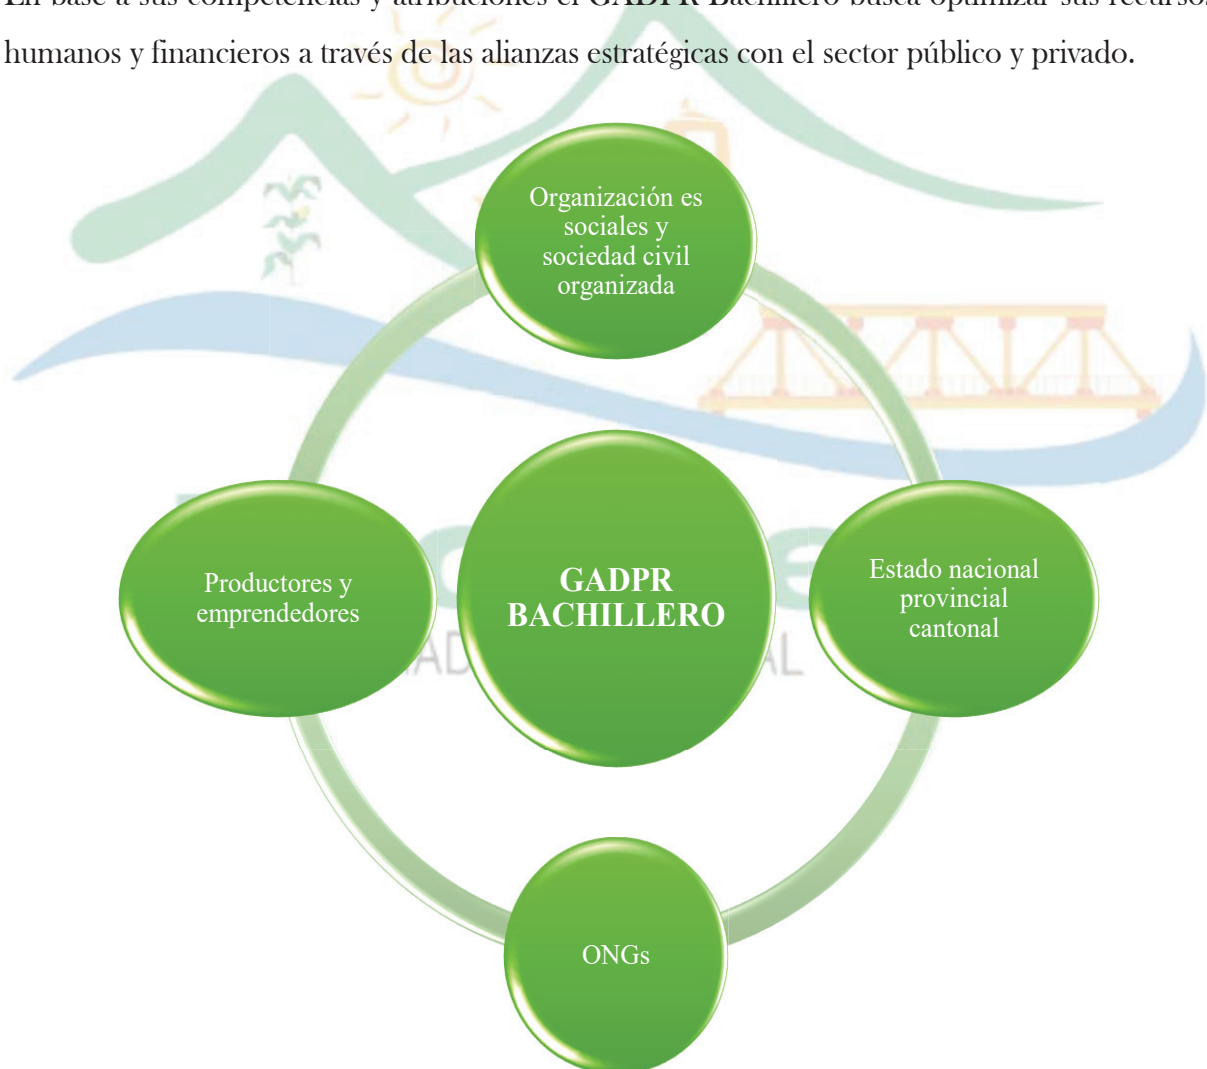 En base a sus competencias y atribuciones el GADPR Bachillero busca optimizar sus recursos
humanos y financieros a través de las alianzas estratégicas con el sector público y privado.
Organización es
sociales y
sociedad civil
organizada
Productores y
emprendedores
GADPR
BACHILLERO
Estado nacional
provincial
cantonal
ONGs